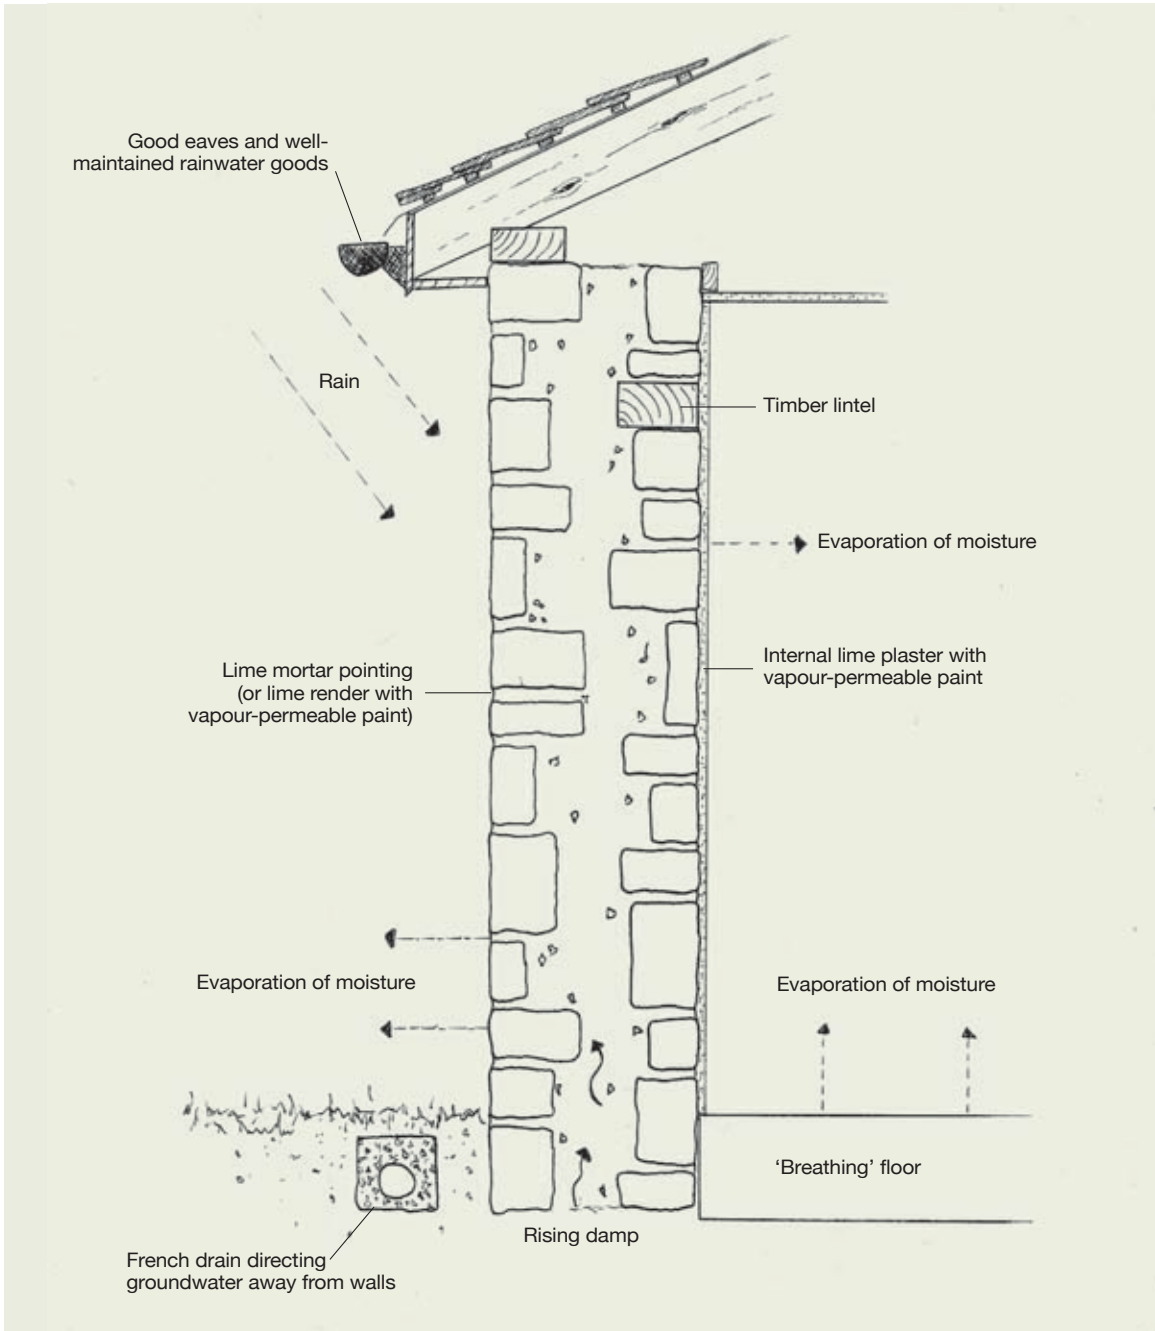 Good eaves and well-
maintained rainwater goods
Rain
Timber lintel
Evaporation of moisture
Internal lime plaster with
vapour-permeable paint
Lime mortar pointing
(or lime render with
vapour-permeable paint)
Evaporation of moisture
Evaporation of moisture
‘Breathing’ floor
Rising damp
French drain directing
groundwater away from walls